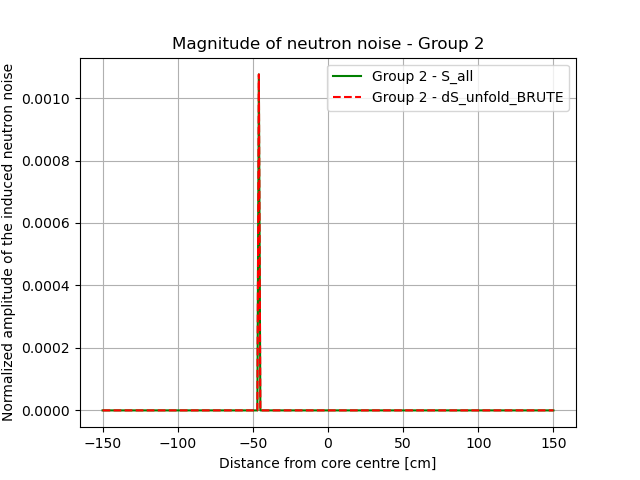 Magnitude of neutron noise - Group 2
Normalized amplitude of the induced neutron noise
Group 2 - S_all
Group 2 - dS_unfold_BRUTE
0.0010
0.0008
0.0006
0.0004
0.0002
0.0000
−150
−100
−50
0
50
100
150
Distance from core centre [cm]